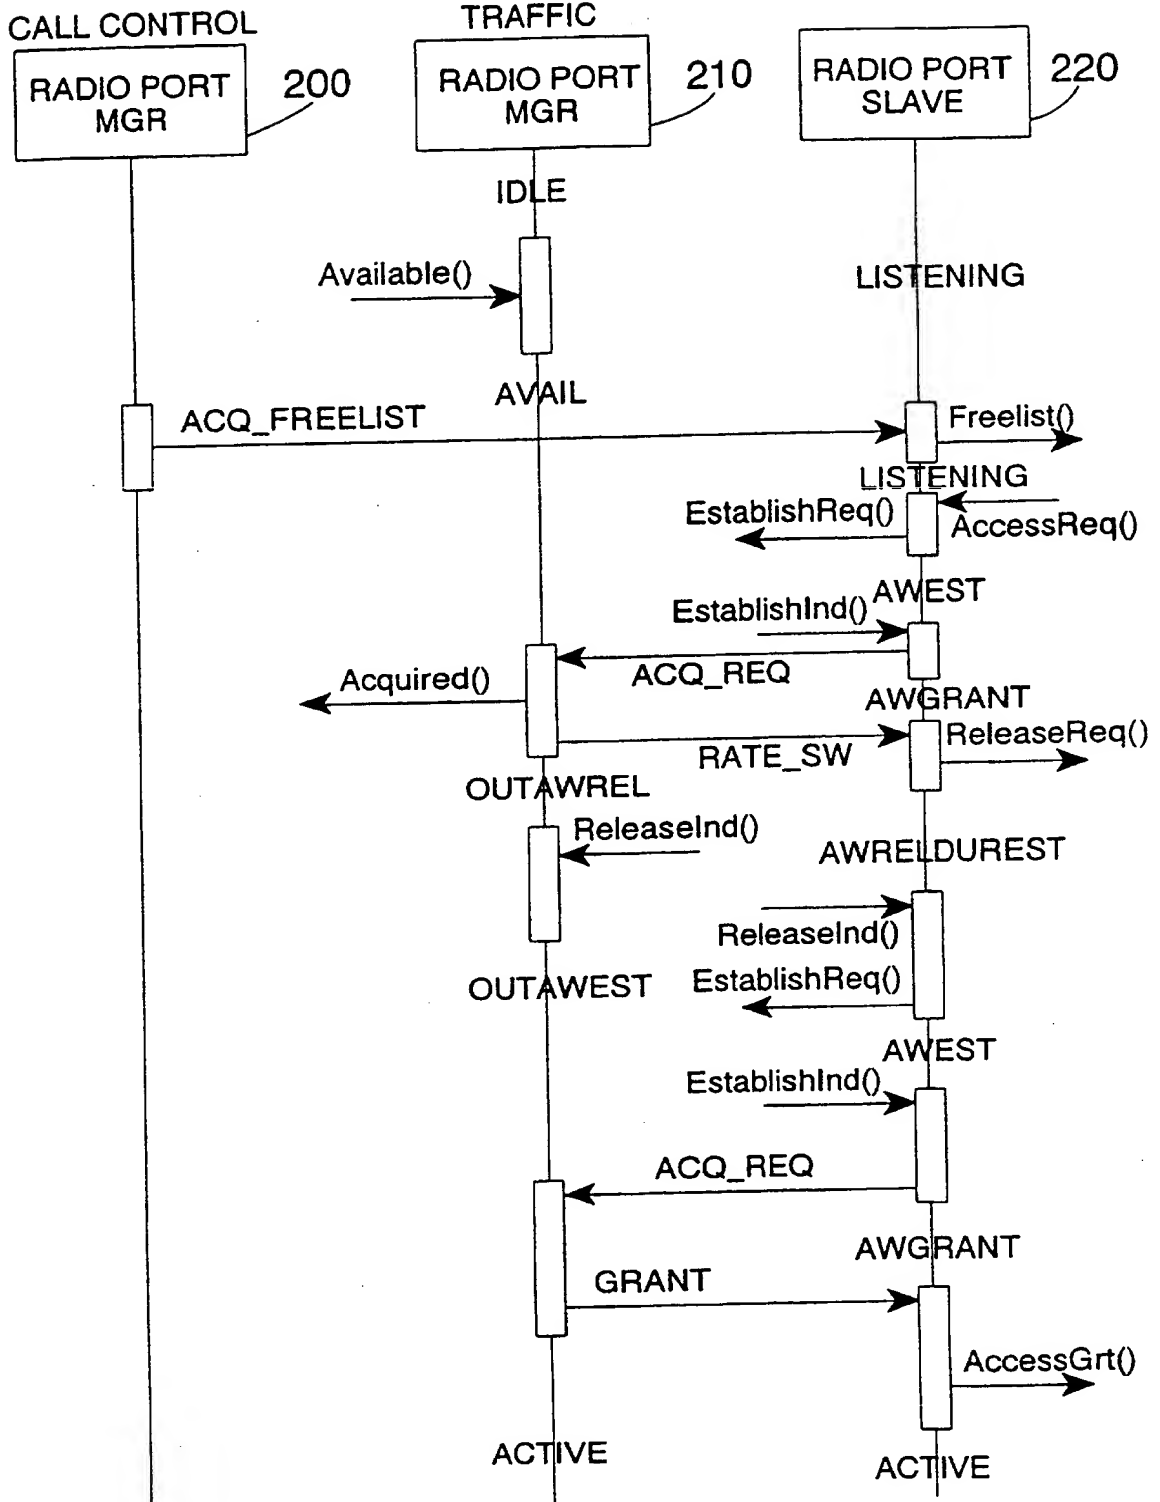 CALL CONTROL
TRAFFIC
RADIO PORT
MGR
200
RADIO PORT
MGR
210
RADIO PORT
SLAVE
220
IDLE
Available()
LISTENING
AVAIL
ACQ_FREELIST
Freelist()
LISTENING
EstablishReq()
AccessReq()
AWEST
EstablishInd()
ACQ_REQ
Acquired()
AWGRANT
ReleaseReq()
RATE_SW
OUTAWREL
ReleaseInd()
AWRELDUREST
ReleaseInd()
EstablishReq()
OUTAWEST
AWEST
EstablishInd()
ACQ_REQ
AWGRANT
GRANT
AccessGrt()
ACTIVE
ACTIVE